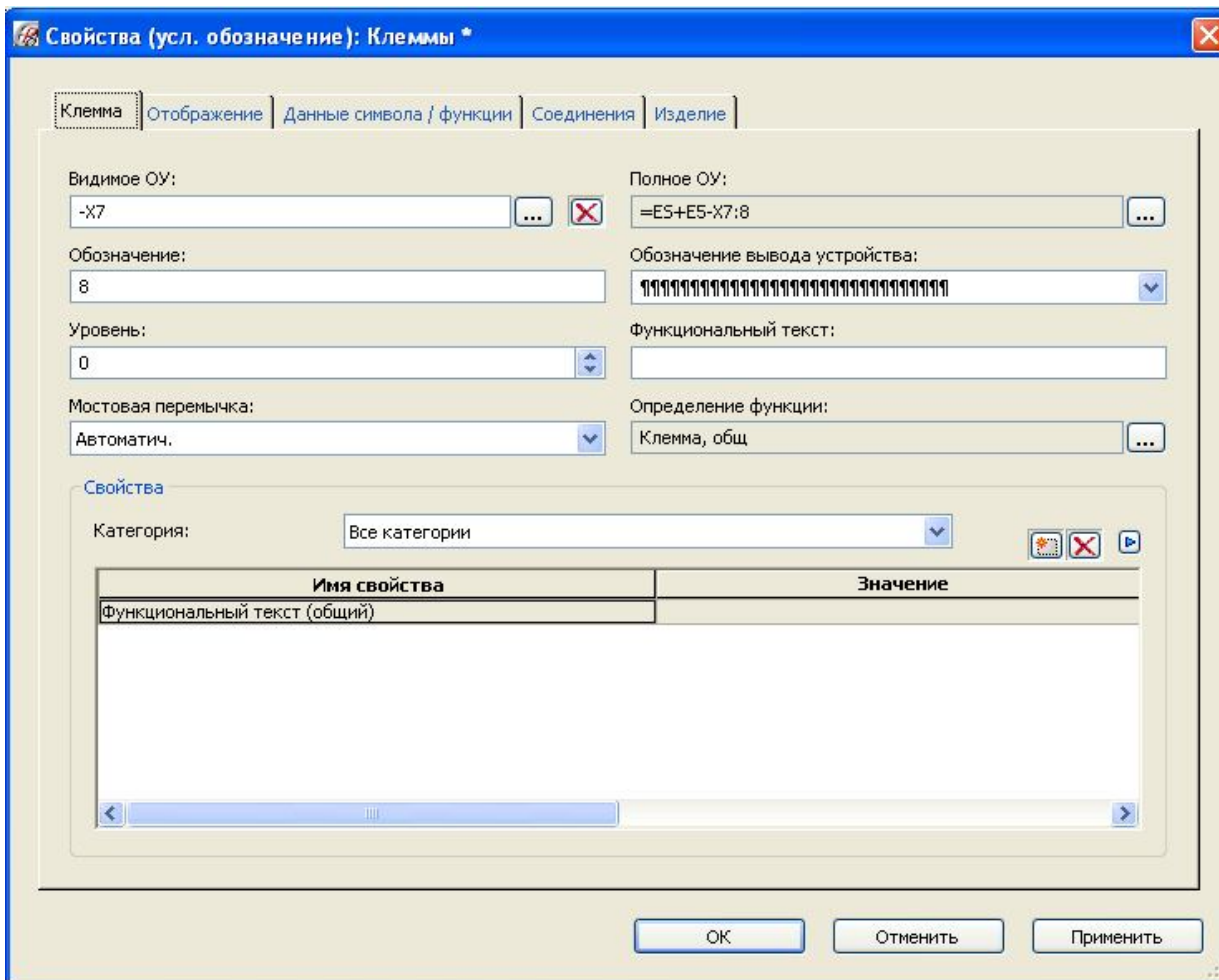 Свойства (усл. обозначение): Клеммы *
Клемма Отображение Данные символа / функции Соединения Изделие
Видимое ОУ: Полное ОУ:
-X7 ... =ES+E5-X7:8 ...
Обозначение: Обозначение вывода устройства:
8 ¶¶¶¶¶¶¶¶¶¶¶¶¶¶¶¶¶¶¶¶¶¶¶¶¶¶¶¶¶¶¶
Уровень: Функциональный текст:
0
Мостовая перемычка: Определение функции:
Автоматич. Клемма, общ ...
Свойства
Категория: Все категории
Имя свойства Значение
Функциональный текст (общий)
ОК Отменить Применить